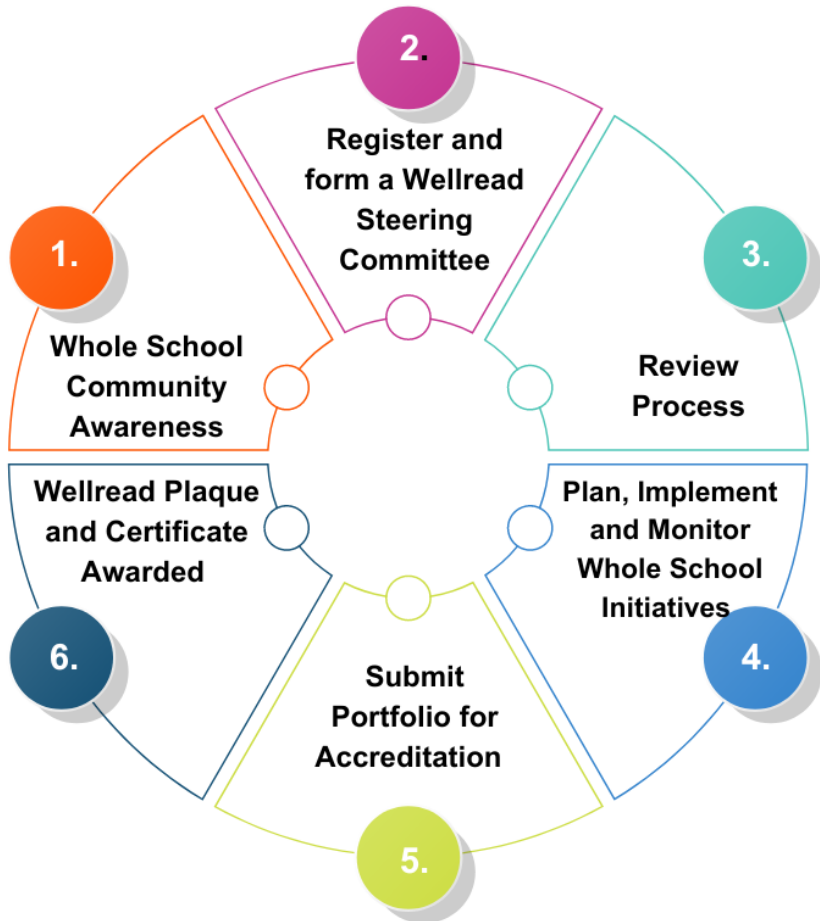 1.
Whole School
Community
Awareness
2.
Register and
form a Wellread
Steering
Committee
3.
Review
Process
4.
Plan, Implement
and Monitor
Whole School
Initiatives
5.
Submit
Portfolio for
Accreditation
6.
Wellread Plaque
and Certificate
Awarded